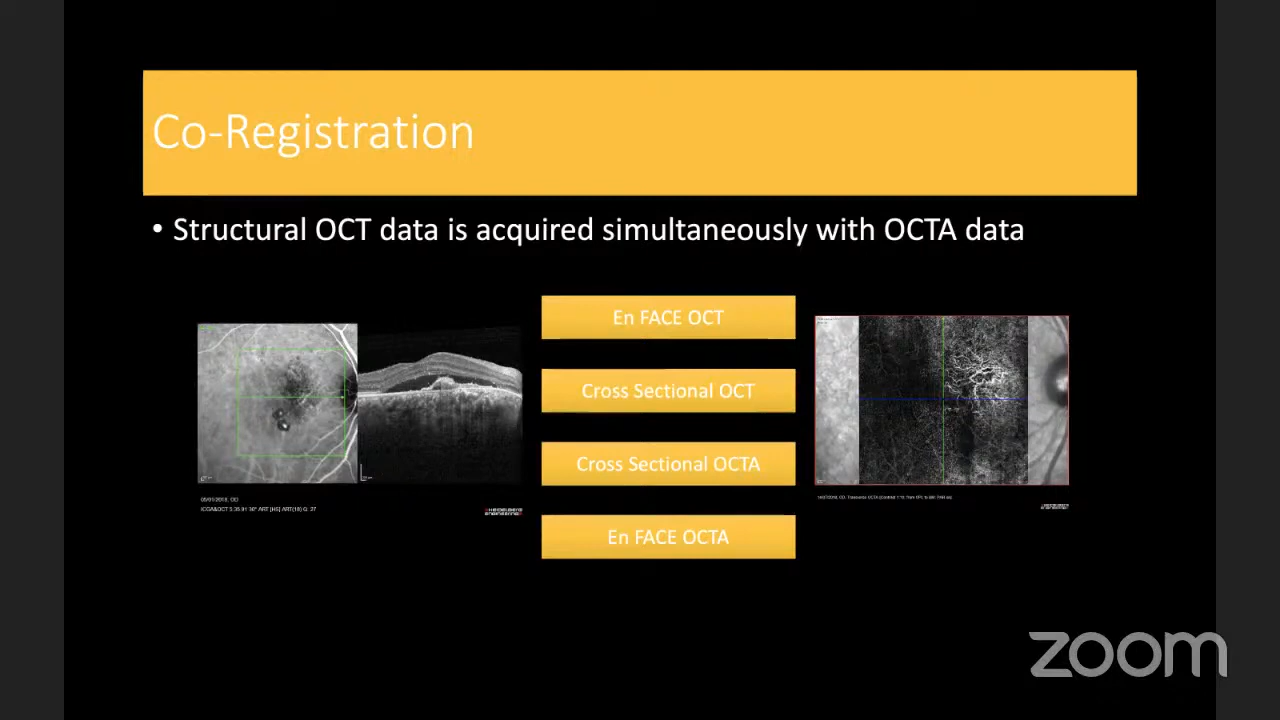 Co-Registration
• Structural OCT data is acquired simultaneously with OCTA data
En FACE OCT
Cross Sectional OCT
Cross Sectional OCTA
En FACE OCTA
zoom